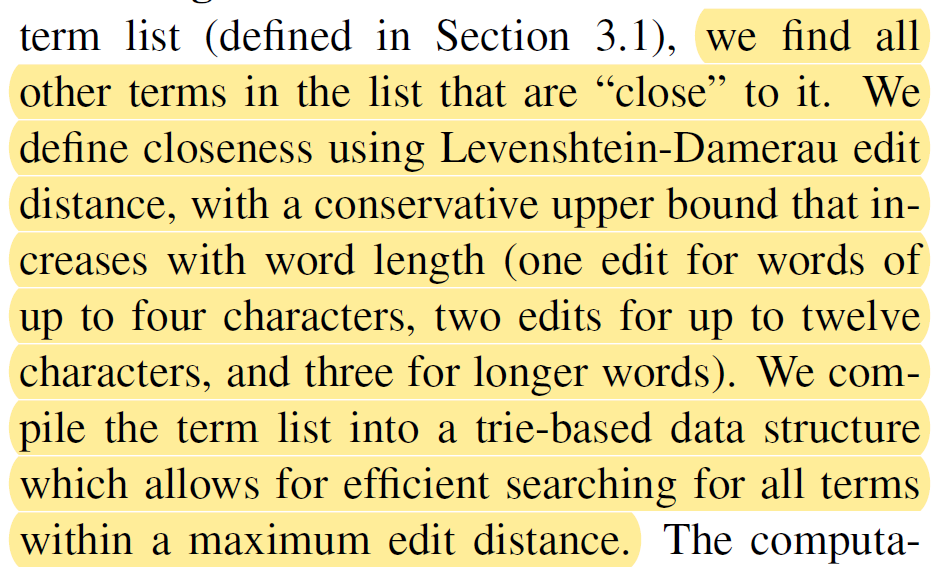 term list (defined in Section 3.1), we find all
other terms in the list that are “close” to it. We
define closeness using Levenshtein-Damerau edit
distance, with a conservative upper bound that in-
creases with word length (one edit for words of
up to four characters, two edits for up to twelve
characters, and three for longer words). We com-
pile the term list into a trie-based data structure
which allows for efficient searching for all terms
within a maximum edit distance. The computa-